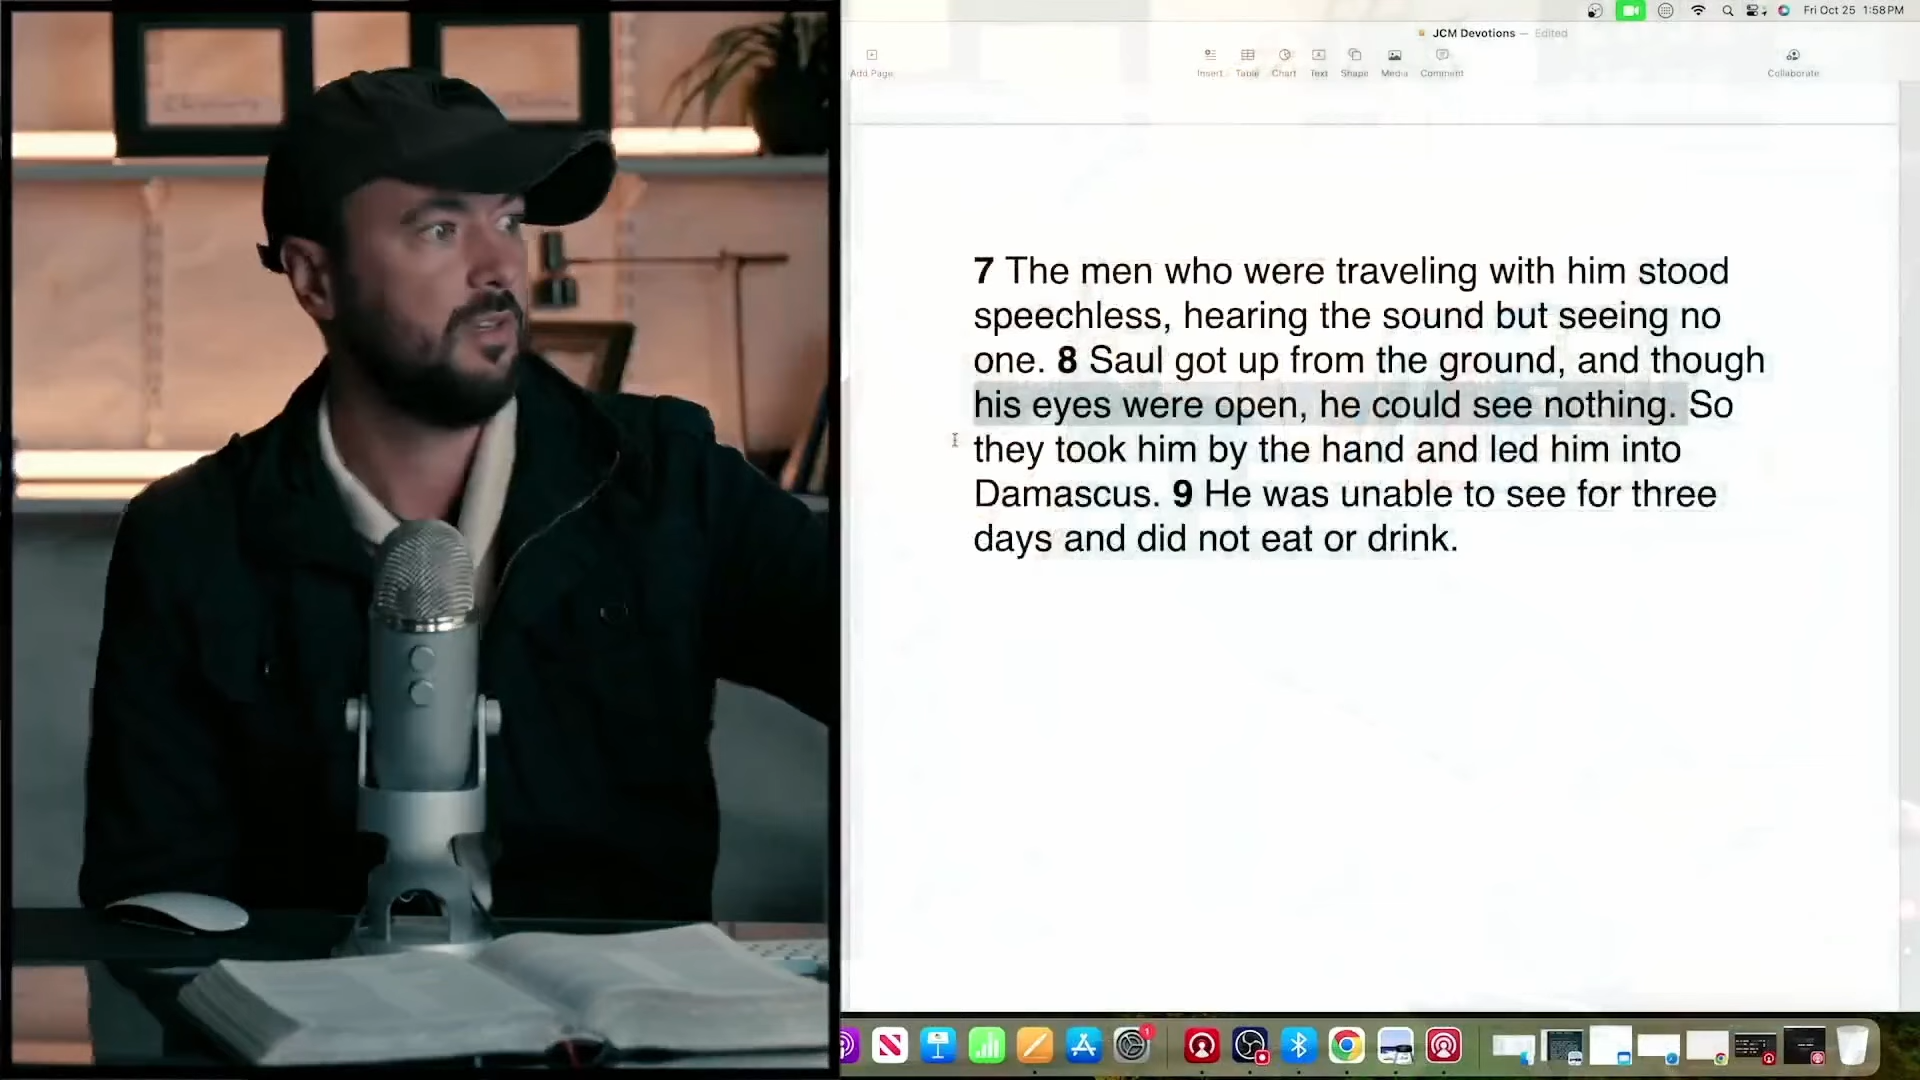 Fri Oct 25 1:58 PM
JCM Devotions — Edited
Add Page
Insert Table Chart Text Shape Media Comment
Collaborate
7 The men who were traveling with him stood
speechless, hearing the sound but seeing no
one. 8 Saul got up from the ground, and though
his eyes were open, he could see nothing. So
they took him by the hand and led him into
Damascus. 9 He was unable to see for three
days and did not eat or drink.
1